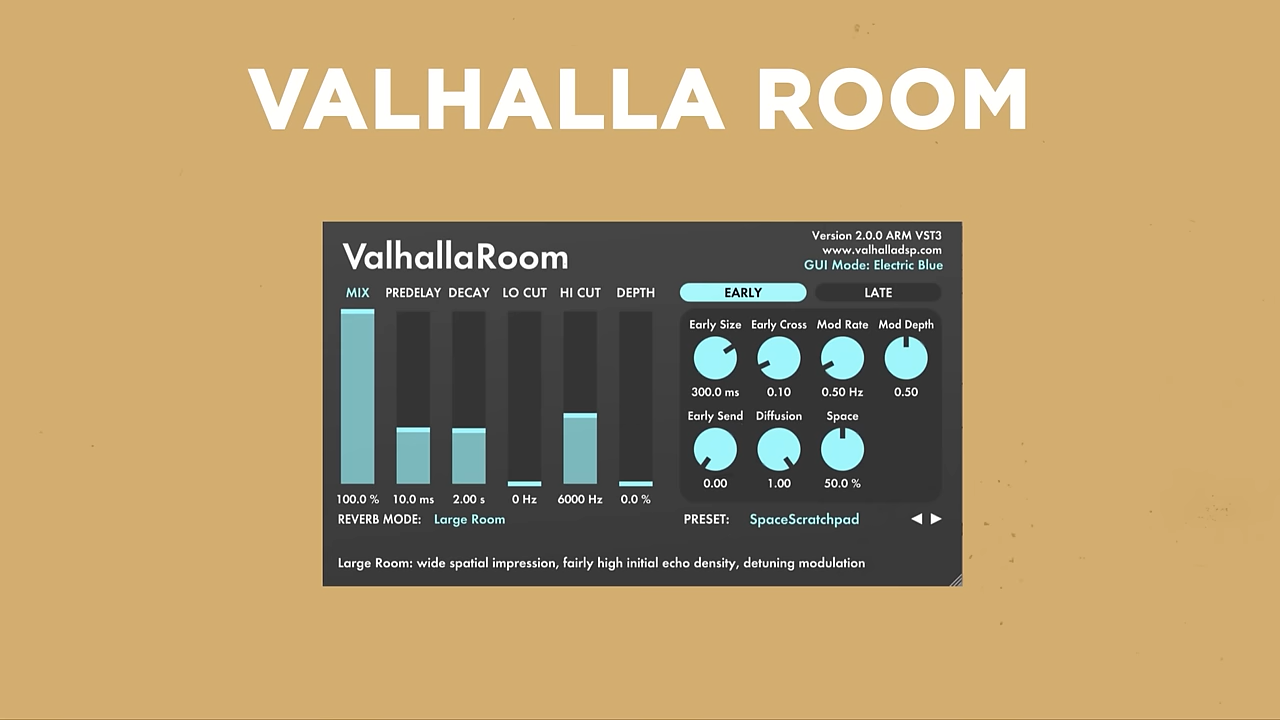 VALHALLA ROOM
ValhallaRoom
Version 2.0.0 ARM VST3
www.valhalladsp.com
GUI Mode: Electric Blue
MIX PREDELAY DECAY LO CUT HI CUT DEPTH
EARLY LATE
Early Size Early Cross Mod Rate Mod Depth
300.0 ms 0.10 0.50 Hz 0.50
Early Send Diffusion Space
0.00 1.00 50.0 %
100.0 % 10.0 ms 2.00 s 0 Hz 6000 Hz 0.0 %
REVERB MODE: Large Room
PRESET: SpaceScratchpad
Large Room: wide spatial impression, fairly high initial echo density, detuning modulation